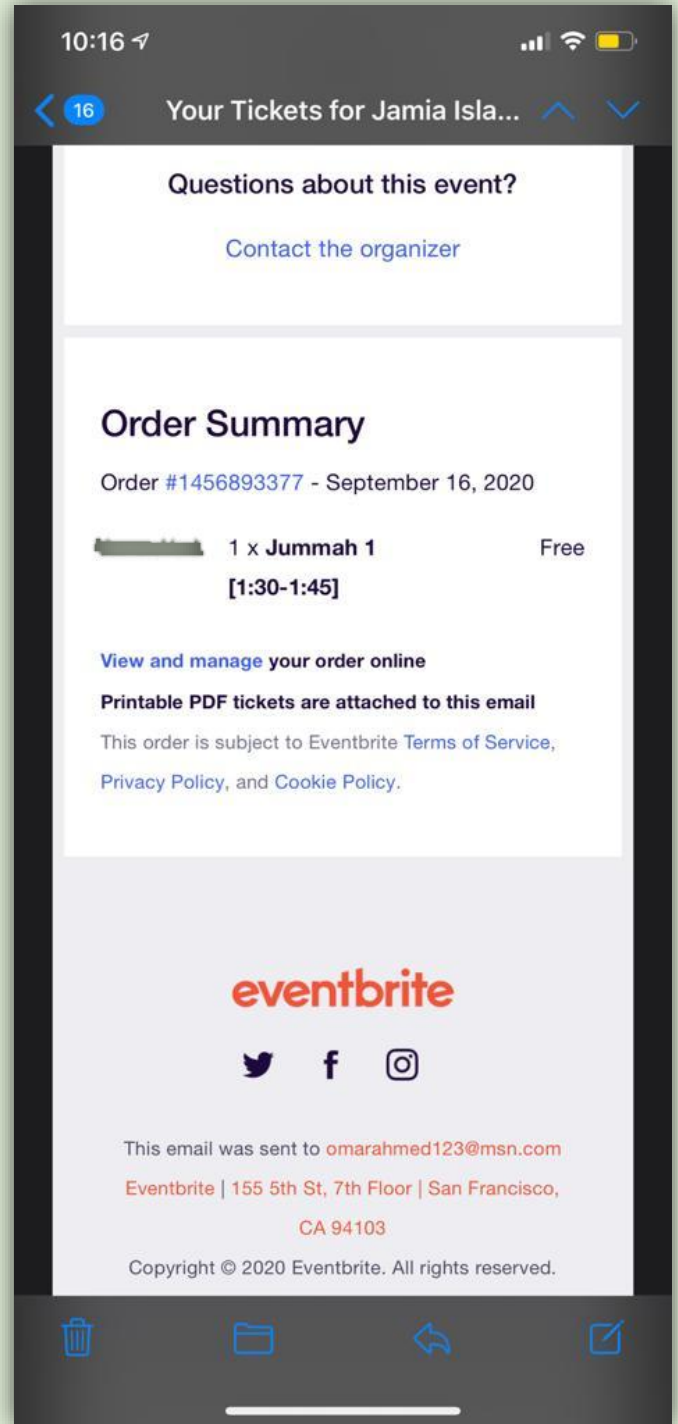 10:16
16 Your Tickets for Jamia Isla...
Questions about this event?
Contact the organizer
Order Summary
Order #1456893377 - September 16, 2020
1 x Jummah 1 Free
[1:30-1:45]
View and manage your order online
Printable PDF tickets are attached to this email
This order is subject to Eventbrite Terms of Service,
Privacy Policy, and Cookie Policy.
eventbrite
This email was sent to omarahmed123@msn.com
Eventbrite | 155 5th St, 7th Floor | San Francisco,
CA 94103
Copyright © 2020 Eventbrite. All rights reserved.